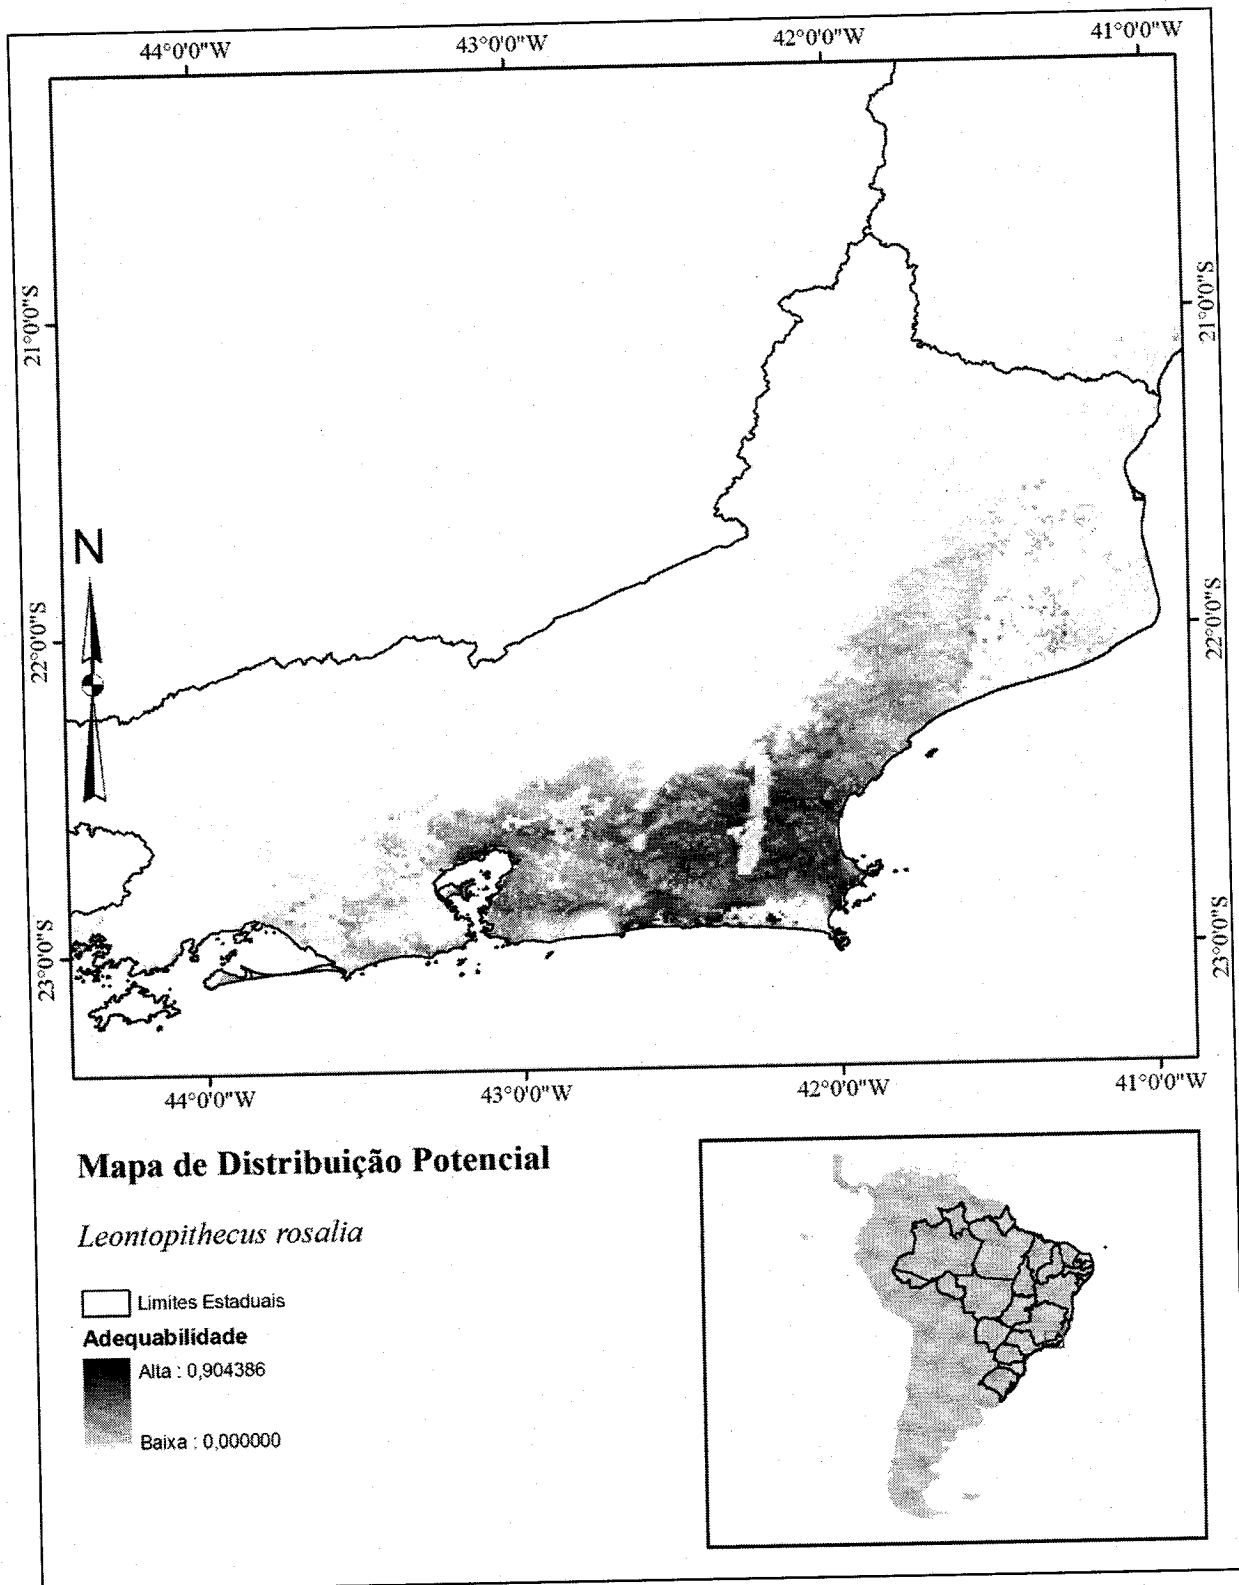 44°0'0"W 43°0'0"W 42°0'0"W 41°0'0"W
21°0'0"S 21°0'0"S
N
22°0'0"S 22°0'0"S
23°0'0"S 23°0'0"S
44°0'0"W 43°0'0"W 42°0'0"W 41°0'0"W
Mapa de Distribuição Potencial
Leontopithecus rosalia
Limites Estaduais
Adequabilidade
Alta : 0,904386
Baixa : 0,000000